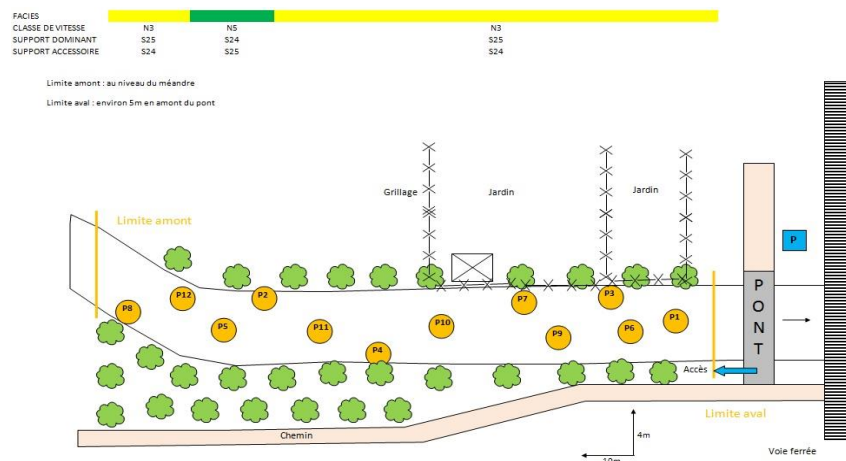 FACIES
CLASSE DE VITESSE N3 N5 N3
SUPPORT DOMINANT S25 S24 S25
SUPPORT ACCESSOIRE S24 S25 S24
Limite amont : au niveau du méandre
Limite aval : environ 5m en amont du pont
Grillage Jardin Jardin
Limite amont
P
P8 P12 P5 P2 P11 P4 P10 P7 P9 P3 P6 P1
PONT
Accès
Limite aval
Chemin
4m
10m
Voie ferrée